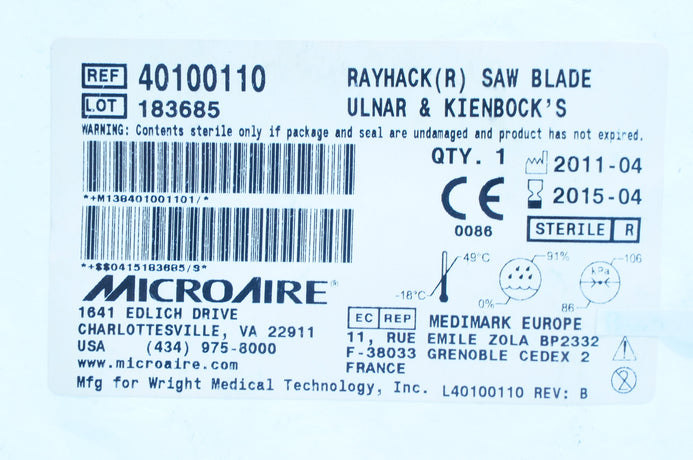 REF 40100110 RAYHACK(R) SAW BLADE
LOT 183685 ULNAR & KIENBOCK'S
WARNING: Contents sterile only if package and seal are undamaged and product has not expired.
QTY. 1 2011-04
*+M138401001101/*
2015-04
CE
0086
STERILE R
*+$$0415183685/9*
MICROAIRE ®
-18°C 49°C
0% 91%
kPa
86 106
1641 EDLICH DRIVE
CHARLOTTESVILLE, VA 22911
USA (434) 975-8000
www.microaire.com
EC REP MEDIMARK EUROPE
11, RUE EMILE ZOLA BP2332
F-38033 GRENOBLE CEDEX 2
FRANCE
2
Mfg for Wright Medical Technology, Inc. L40100110 REV: B